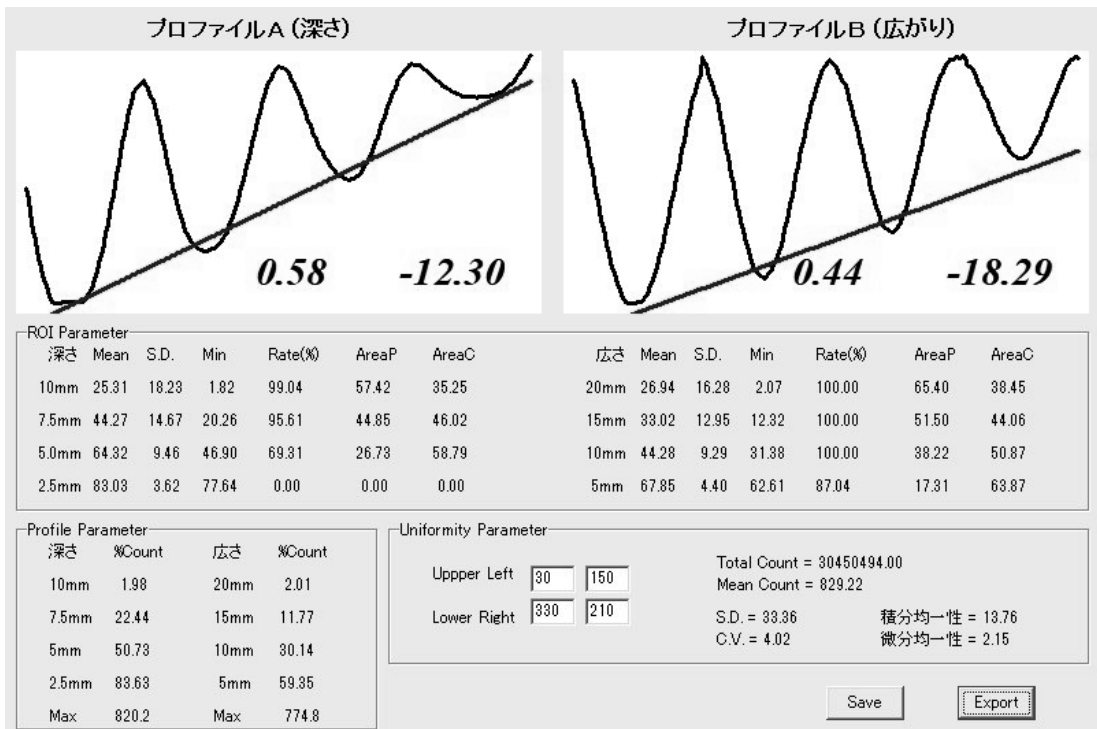 プロファイルA（深さ）
プロファイルB（広がり）
0.58 -12.30
0.44 -18.29
ROI Parameter
深さ Mean S.D. Min Rate(%) AreaP AreaC
10mm 25.31 18.23 1.82 99.04 57.42 35.25
7.5mm 44.27 14.67 20.26 95.61 44.85 46.02
5.0mm 64.32 9.46 46.90 69.31 26.73 58.79
2.5mm 83.03 3.62 77.64 0.00 0.00 0.00
広さ Mean S.D. Min Rate(%) AreaP AreaC
20mm 26.94 16.28 2.07 100.00 65.40 38.45
15mm 33.02 12.95 12.32 100.00 51.50 44.06
10mm 44.28 9.29 31.38 100.00 38.22 50.87
5mm 67.85 4.40 62.61 87.04 17.31 63.87
Profile Parameter
深さ %Count 広さ %Count
10mm 1.98 20mm 2.01
7.5mm 22.44 15mm 11.77
5mm 50.73 10mm 30.14
2.5mm 83.63 5mm 59.35
Max 820.2 Max 774.8
Uniformity Parameter
Uppper Left 30 150
Lower Right 330 210
Total Count = 30450494.00
Mean Count = 829.22
S.D. = 33.36 積分均一性 = 13.76
C.V. = 4.02 微分均一性 = 2.15
Save Export